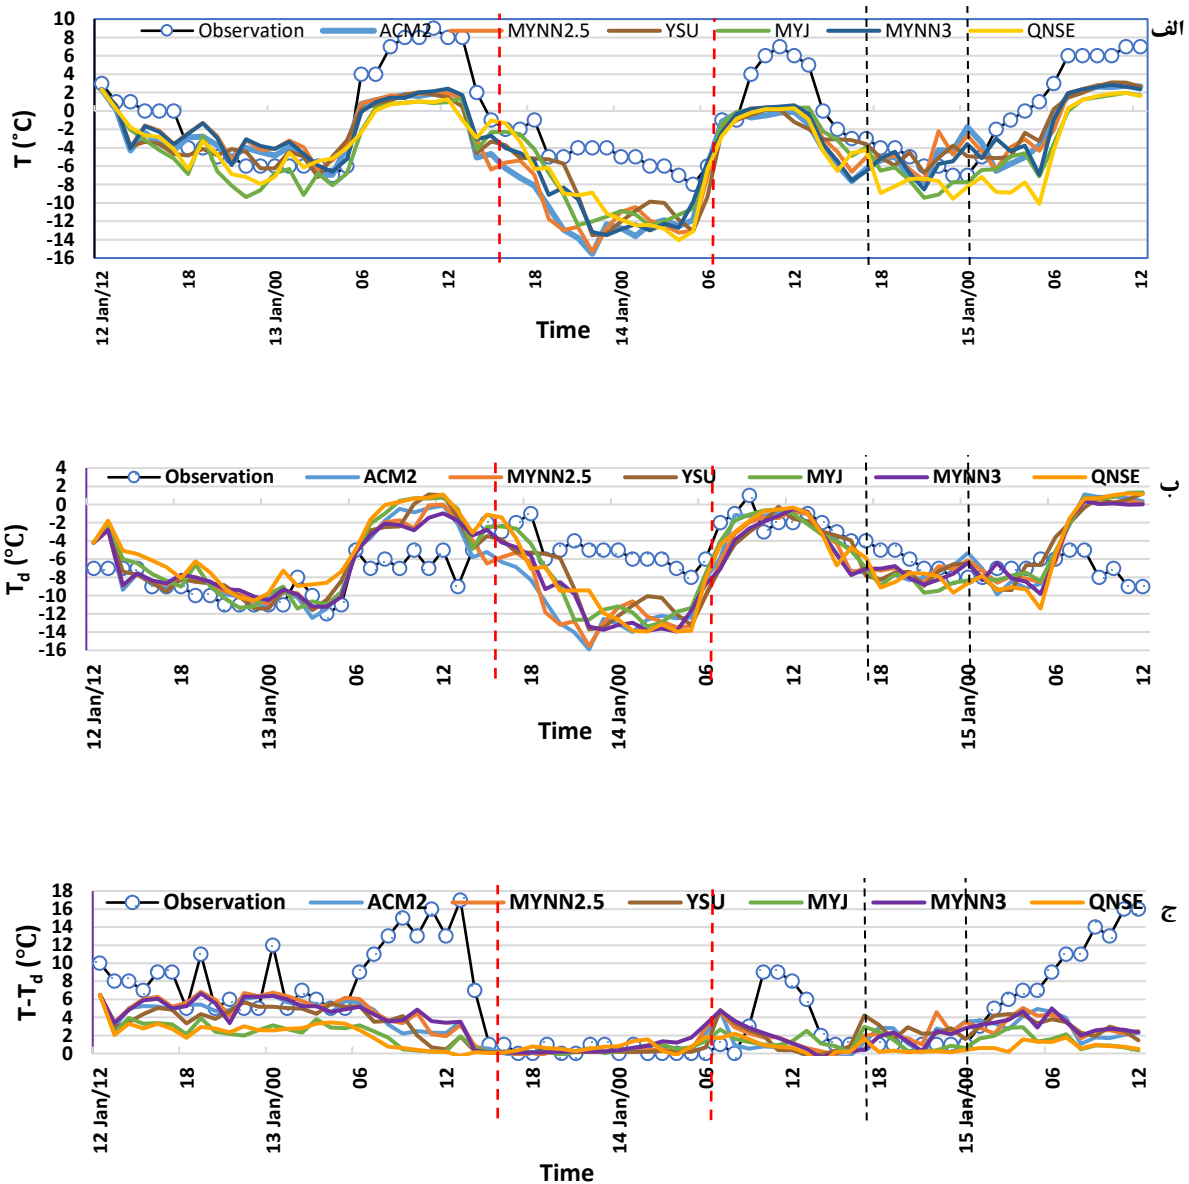 10
8
6
4
2
0
-2
-4
-6
-8
-10
-12
-14
-16
T (°C)
Observation ACM2 MYNN2.5 YSU MYJ MYNN3 QNSE
الف
12 Jan/12 18 13 Jan/00 06 12 18 14 Jan/00 06 12 18 15 Jan/00 06 12
Time
4
2
0
-2
-4
-6
-8
-10
-12
-14
-16
T_d (°C)
Observation ACM2 MYNN2.5 YSU MYJ MYNN3 QNSE
12 Jan/12 18 13 Jan/00 06 12 18 14 Jan/00 06 12 18 15 Jan/00 06 12
Time
18
16
14
12
10
8
6
4
2
0
T-T_d (°C)
Observation ACM2 MYNN2.5 YSU MYJ MYNN3 QNSE
ج
12 Jan/12 18 13 Jan/00 06 12 18 14 Jan/00 06 12 18 15 Jan/00 06 12
Time